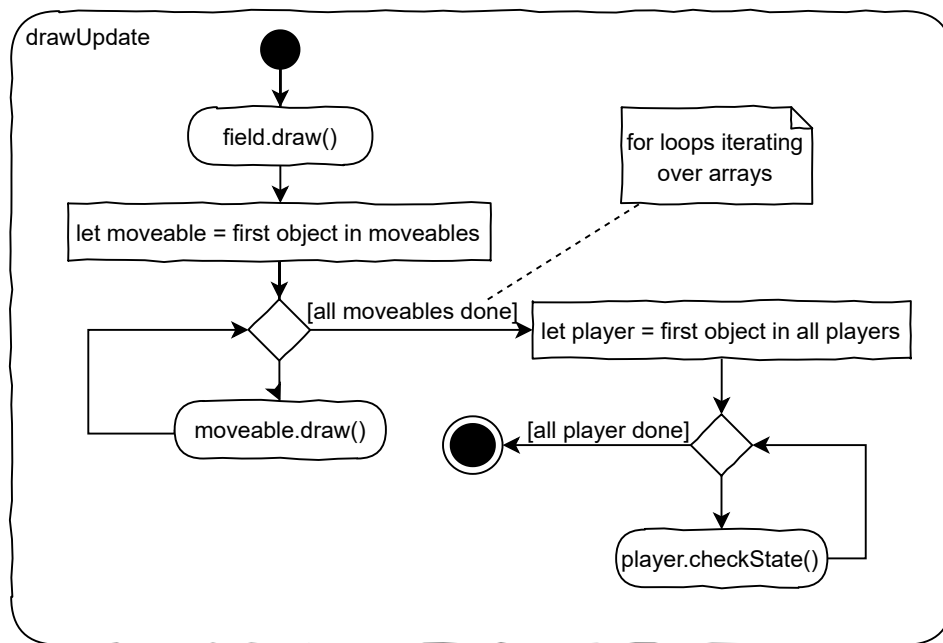 drawUpdate
field.draw()
for loops iterating
over arrays
let moveable = first object in moveables
[all moveables done]
let player = first object in all players
moveable.draw()
[all player done]
player.checkState()